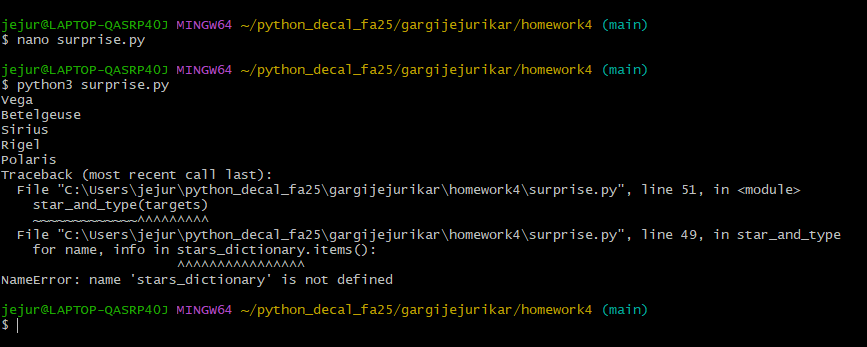 jejur@LAPTOP-QASRP40J MINGW64 ~/python_decal_fa25/gargijejurikar/homework4 (main)
$ nano surprise.py
jejur@LAPTOP-QASRP40J MINGW64 ~/python_decal_fa25/gargijejurikar/homework4 (main)
$ python3 surprise.py
Vega
Betelgeuse
Sirius
Rigel
Polaris
Traceback (most recent call last):
  File "C:\Users\jejur\python_decal_fa25\gargijejurikar\homework4\surprise.py", line 51, in <module>
    star_and_type(targets)
    ~~~~~~~~~~~~~^^^^^^^^^
  File "C:\Users\jejur\python_decal_fa25\gargijejurikar\homework4\surprise.py", line 49, in star_and_type
    for name, info in stars_dictionary.items():
                      ^^^^^^^^^^^^^^^^
NameError: name 'stars_dictionary' is not defined
jejur@LAPTOP-QASRP40J MINGW64 ~/python_decal_fa25/gargijejurikar/homework4 (main)
$